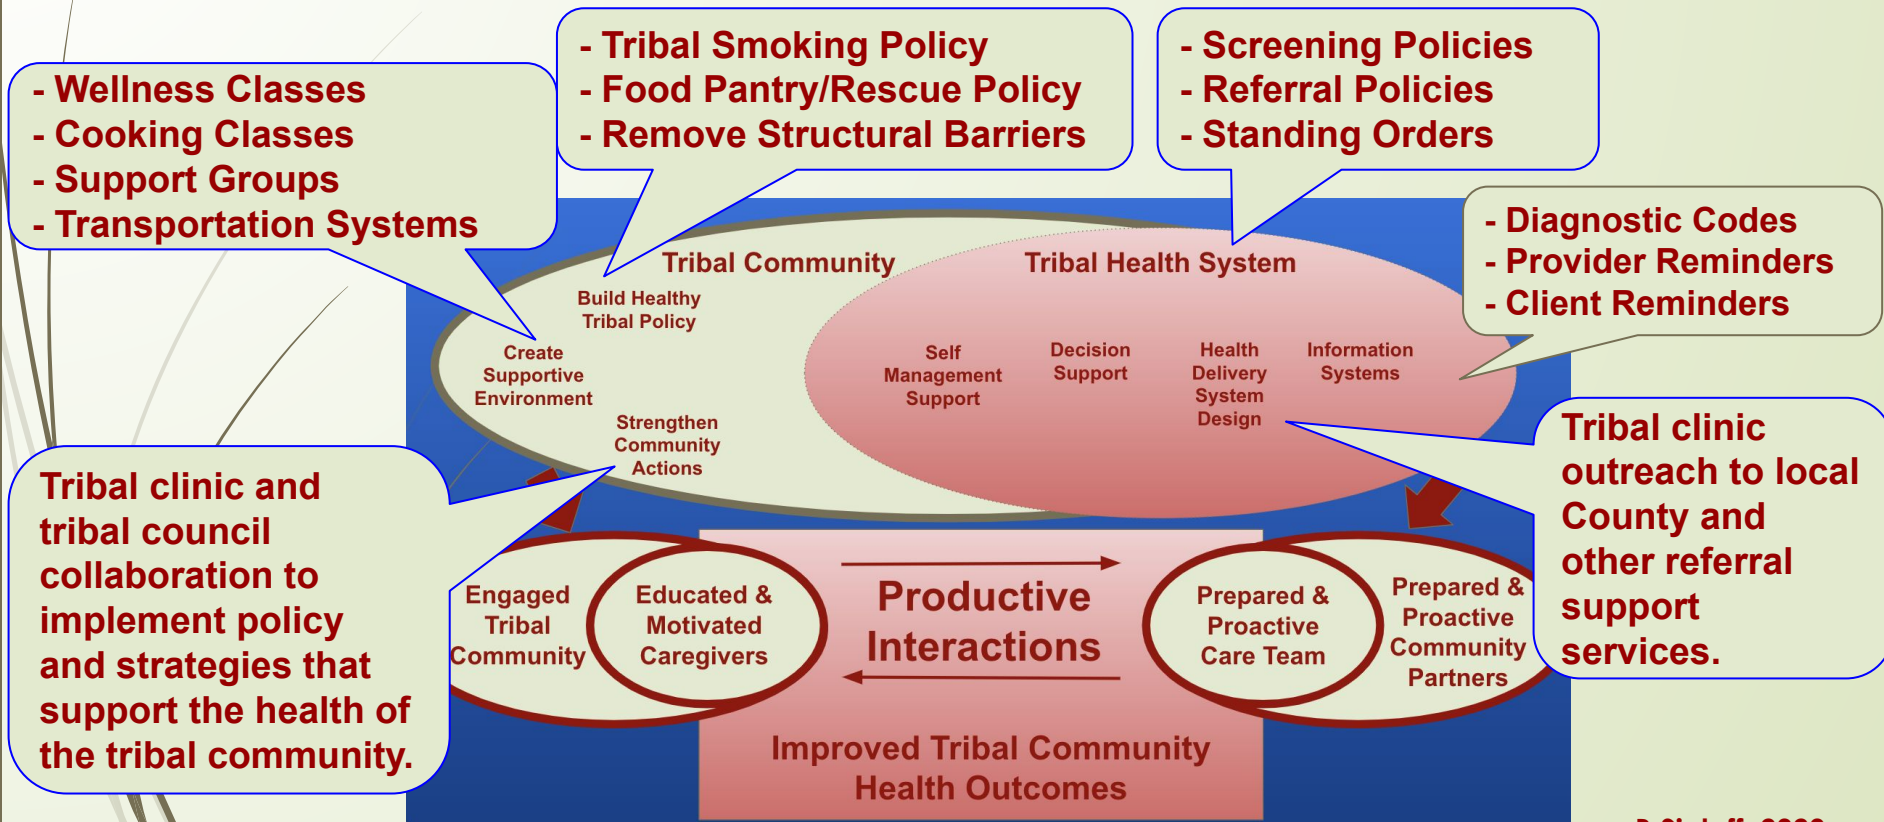 - Wellness Classes
- Cooking Classes
- Support Groups
- Transportation Systems
- Tribal Smoking Policy
- Food Pantry/Rescue Policy
- Remove Structural Barriers
- Screening Policies
- Referral Policies
- Standing Orders
- Diagnostic Codes
- Provider Reminders
- Client Reminders
Tribal Community
Tribal Health System
Build Healthy
Tribal Policy
Create
Supportive
Environment
Strengthen
Community
Actions
Self
Management
Support
Decision
Support
Health
Delivery
System
Design
Information
Systems
Tribal clinic and
tribal council
collaboration to
implement policy
and strategies that
support the health of
the tribal community.
Tribal clinic
outreach to local
County and
other referral
support
services.
Engaged
Tribal
Community
Educated &
Motivated
Caregivers
Productive
Interactions
Prepared &
Proactive
Care Team
Prepared &
Proactive
Community
Partners
Improved Tribal Community
Health Outcomes